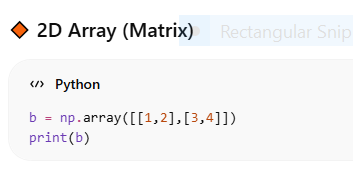 2D Array (Matrix)
Rectangular Snip
Python
b = np.array([[1,2],[3,4]])
print(b)